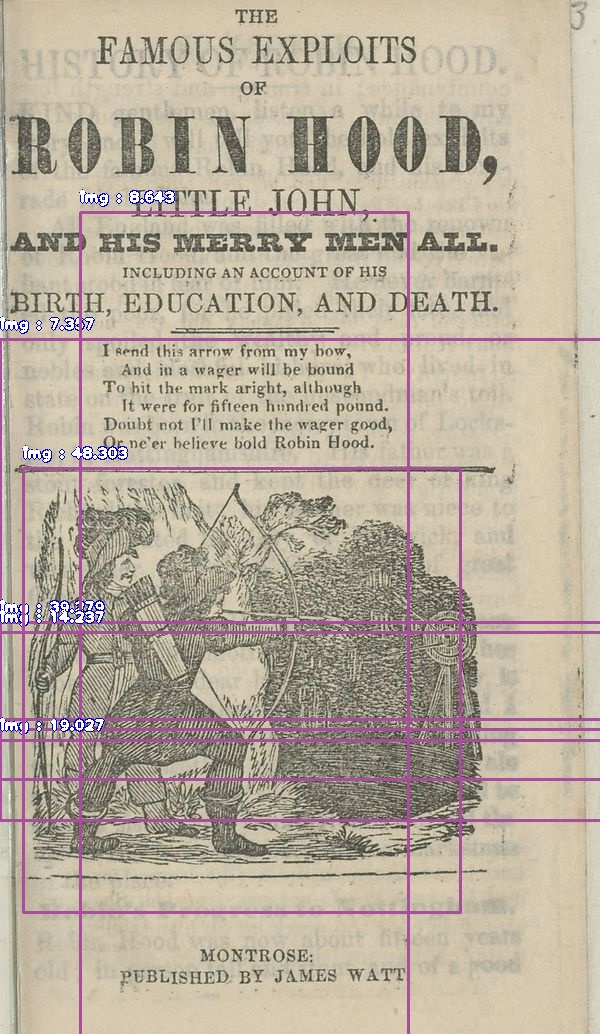 3
THE
FAMOUS EXPLOITS
OF
ROBIN HOOD,
LITTLE JOHN,
AND HIS MERRY MEN ALL.
INCLUDING AN ACCOUNT OF HIS
BIRTH, EDUCATION, AND DEATH.
I send this arrow from my bow,
And in a wager will be bound
To hit the mark aright, although
It were for fifteen hundred pound.
Doubt not I'll make the wager good,
Or ne'er believe bold Robin Hood.
MONTROSE:
PUBLISHED BY JAMES WATT
img : 8.643
img : 7.357
img : 48.303
img : 14.237
img : 19.027